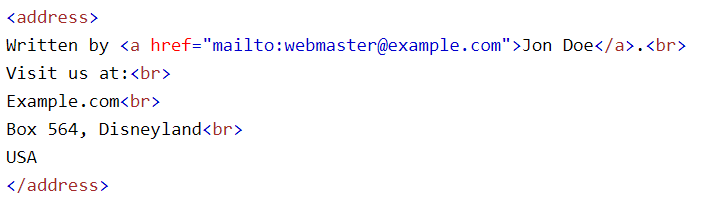 <address>
Written by <a href="mailto:webmaster@example.com">Jon Doe</a>.<br>
Visit us at:<br>
Example.com<br>
Box 564, Disneyland<br>
USA
</address>